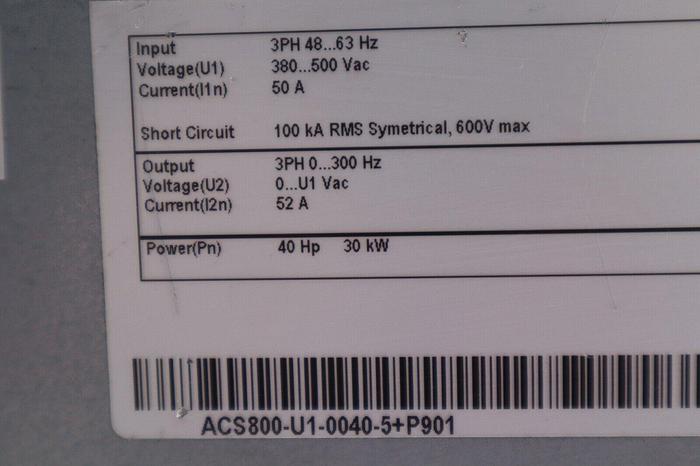 Input 3PH 48...63 Hz
Voltage(U1) 380...500 Vac
Current(I1n) 50 A
Short Circuit 100 kA RMS Symetrical, 600V max
Output 3PH 0...300 Hz
Voltage(U2) 0...U1 Vac
Current(I2n) 52 A
Power(Pn) 40 Hp 30 kW
ACS800-U1-0040-5+P901